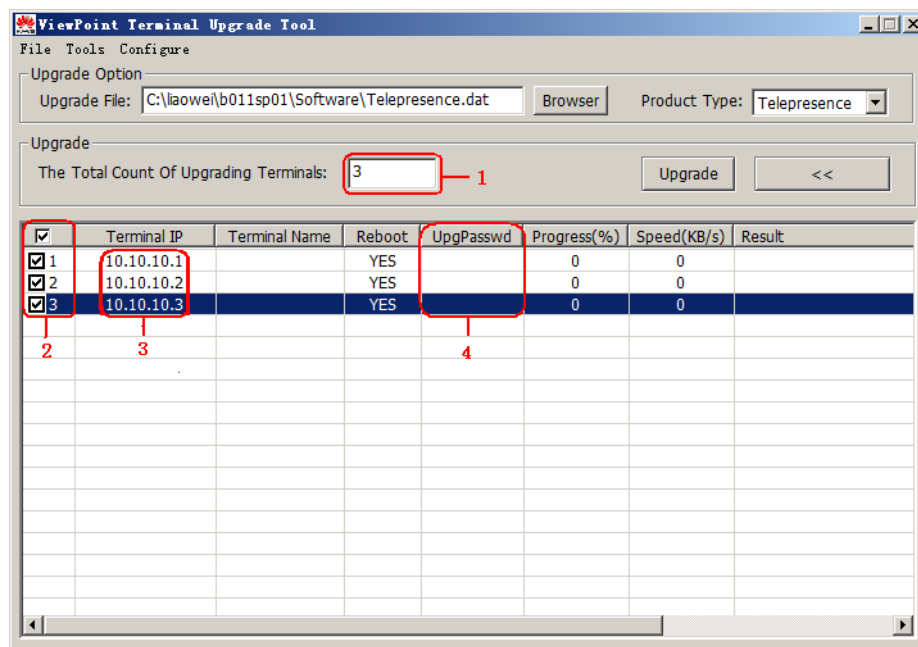 ViewPoint Terminal Upgrade Tool
File Tools Configure
Upgrade Option
Upgrade File: C:\liaowei\b011sp01\Software\Telepresence.dat Browser Product Type: Telepresence
Upgrade
The Total Count Of Upgrading Terminals: 3 1 Upgrade <<
Terminal IP Terminal Name Reboot UpgPasswd Progress(%) Speed(KB/s) Result
1 10.10.10.1 YES 0 0
2 10.10.10.2 YES 0 0
3 10.10.10.3 YES 0 0
2 3 4